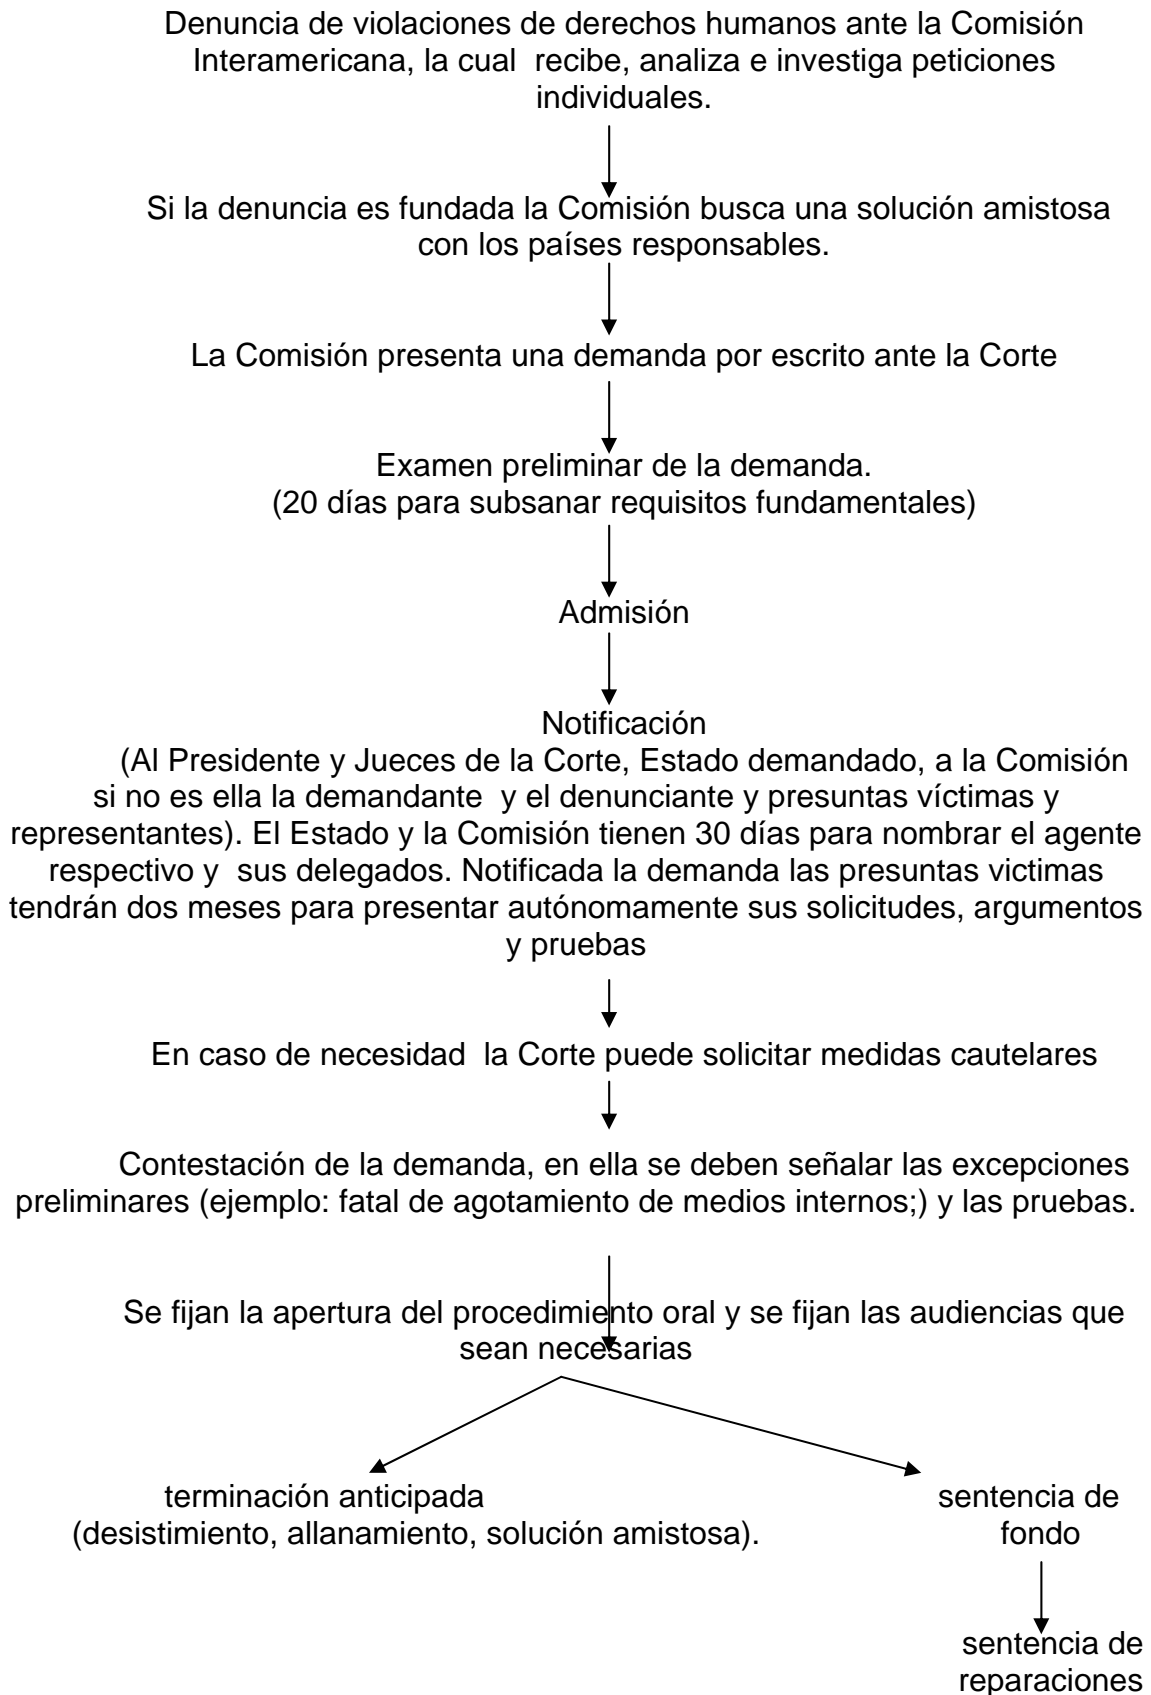 Denuncia de violaciones de derechos humanos ante la Comisión
Interamericana, la cual recibe, analiza e investiga peticiones
individuales.
Si la denuncia es fundada la Comisión busca una solución amistosa
con los países responsables.
La Comisión presenta una demanda por escrito ante la Corte
Examen preliminar de la demanda.
(20 días para subsanar requisitos fundamentales)
Admisión
Notificación
(Al Presidente y Jueces de la Corte, Estado demandado, a la Comisión
si no es ella la demandante y el denunciante y presuntas víctimas y
representantes). El Estado y la Comisión tienen 30 días para nombrar el agente
respectivo y sus delegados. Notificada la demanda las presuntas victimas
tendrán dos meses para presentar autónomamente sus solicitudes, argumentos
y pruebas
En caso de necesidad la Corte puede solicitar medidas cautelares
Contestación de la demanda, en ella se deben señalar las excepciones
preliminares (ejemplo: fatal de agotamiento de medios internos;) y las pruebas.
Se fijan la apertura del procedimiento oral y se fijan las audiencias que
sean necesarias
terminación anticipada
(desistimiento, allanamiento, solución amistosa).
sentencia de
fondo
sentencia de
reparaciones